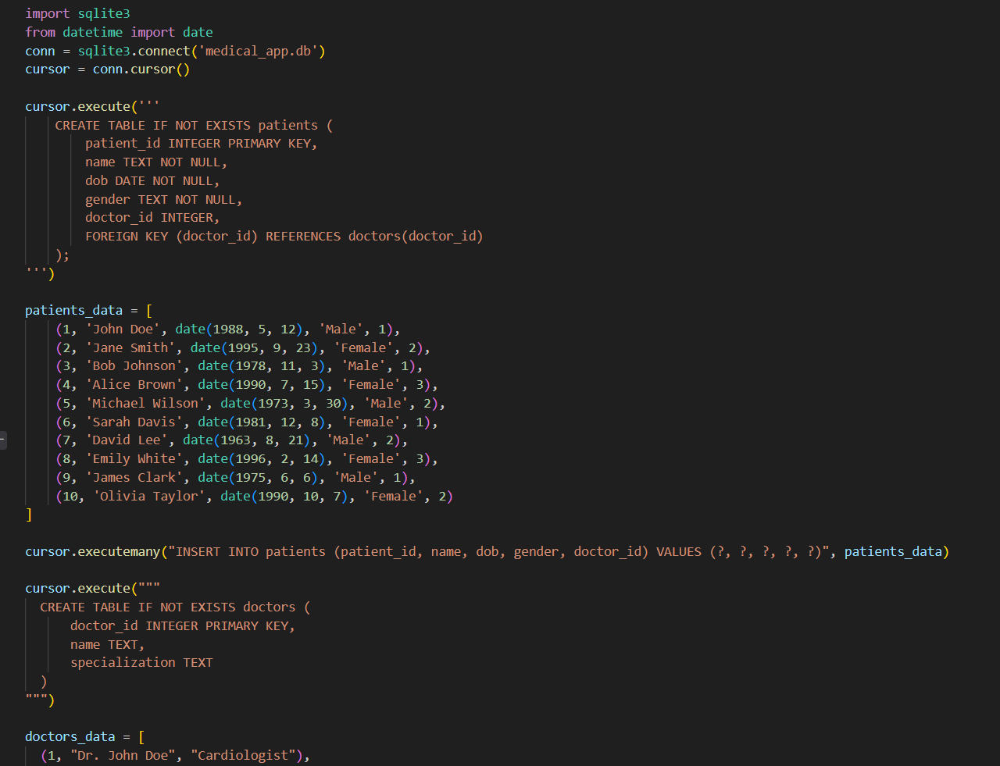 import sqlite3
from datetime import date
conn = sqlite3.connect('medical_app.db')
cursor = conn.cursor()

cursor.execute('''
    CREATE TABLE IF NOT EXISTS patients (
        patient_id INTEGER PRIMARY KEY,
        name TEXT NOT NULL,
        dob DATE NOT NULL,
        gender TEXT NOT NULL,
        doctor_id INTEGER,
        FOREIGN KEY (doctor_id) REFERENCES doctors(doctor_id)
    );
''')

patients_data = [
    (1, 'John Doe', date(1988, 5, 12), 'Male', 1),
    (2, 'Jane Smith', date(1995, 9, 23), 'Female', 2),
    (3, 'Bob Johnson', date(1978, 11, 3), 'Male', 1),
    (4, 'Alice Brown', date(1990, 7, 15), 'Female', 3),
    (5, 'Michael Wilson', date(1973, 3, 30), 'Male', 2),
    (6, 'Sarah Davis', date(1981, 12, 8), 'Female', 1),
    (7, 'David Lee', date(1963, 8, 21), 'Male', 2),
    (8, 'Emily White', date(1996, 2, 14), 'Female', 3),
    (9, 'James Clark', date(1975, 6, 6), 'Male', 1),
    (10, 'Olivia Taylor', date(1990, 10, 7), 'Female', 2)
]

cursor.executemany("INSERT INTO patients (patient_id, name, dob, gender, doctor_id) VALUES (?, ?, ?, ?, ?)", patients_data)

cursor.execute("""
  CREATE TABLE IF NOT EXISTS doctors (
      doctor_id INTEGER PRIMARY KEY,
      name TEXT,
      specialization TEXT
  )
""")

doctors_data = [
  (1, "Dr. John Doe", "Cardiologist"),